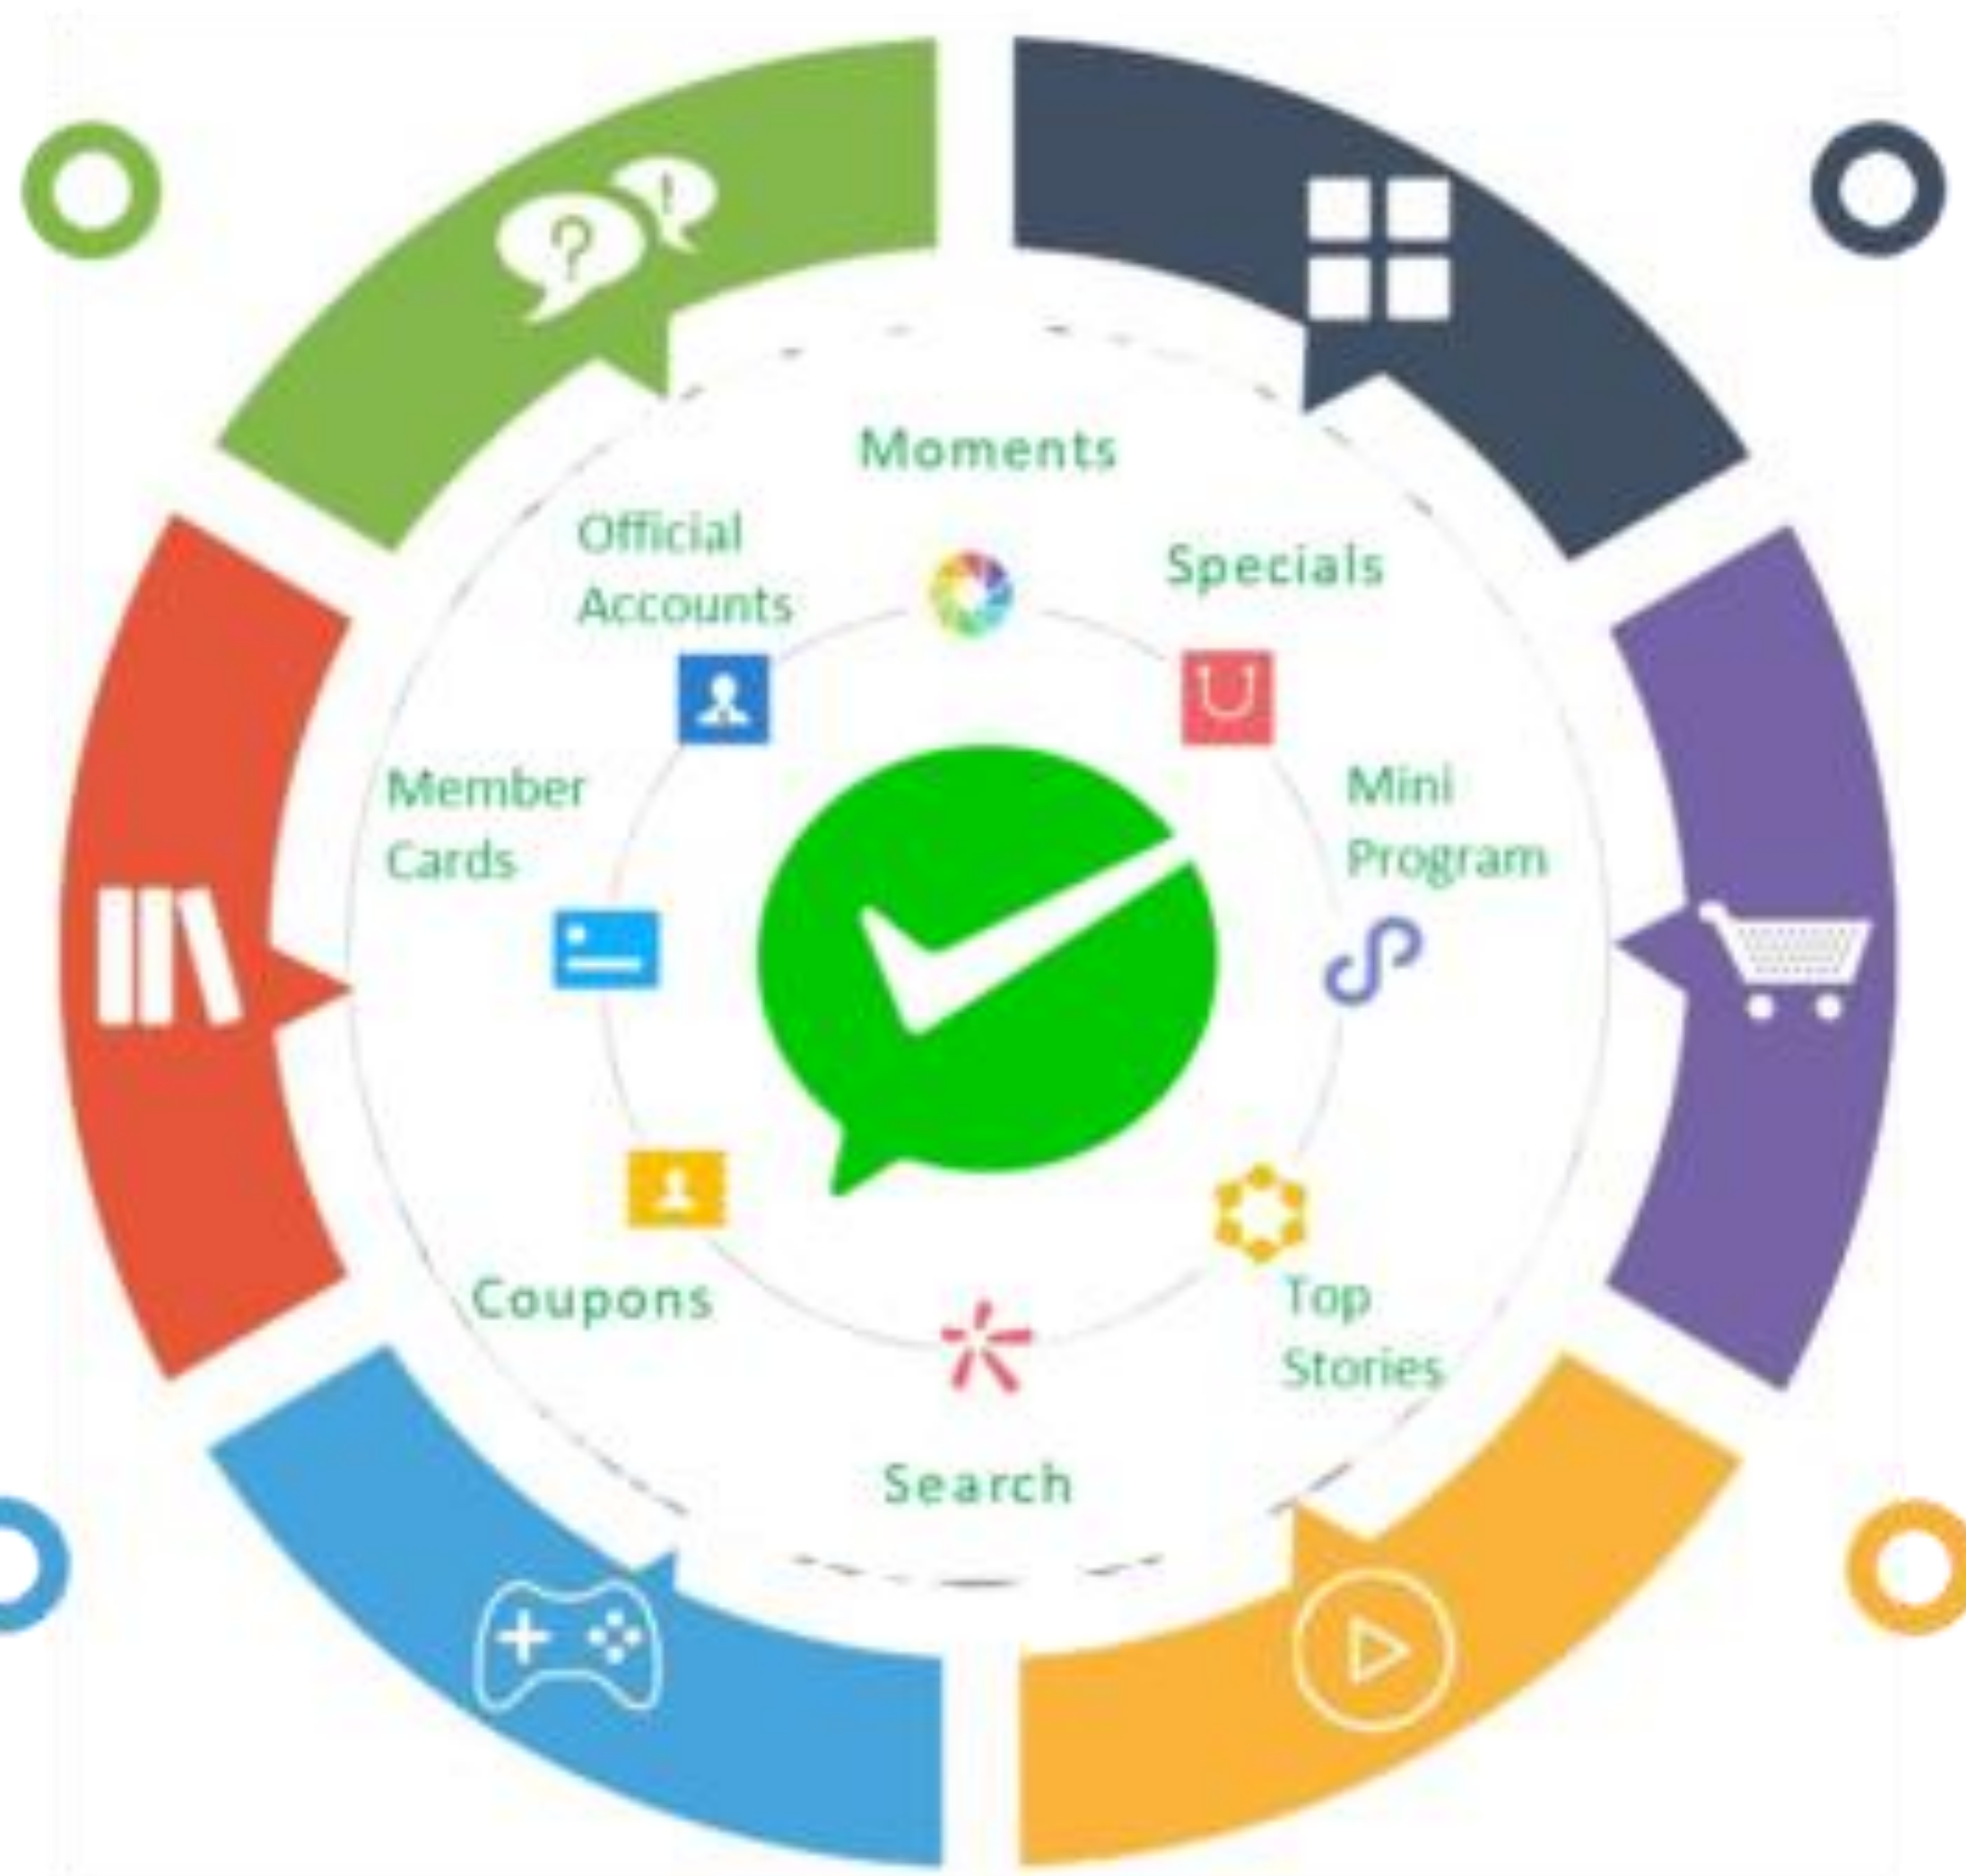 ?
!
Moments
Official
Accounts
Specials
Member
Cards
Mini
Program
Coupons
Top
Stories
Search